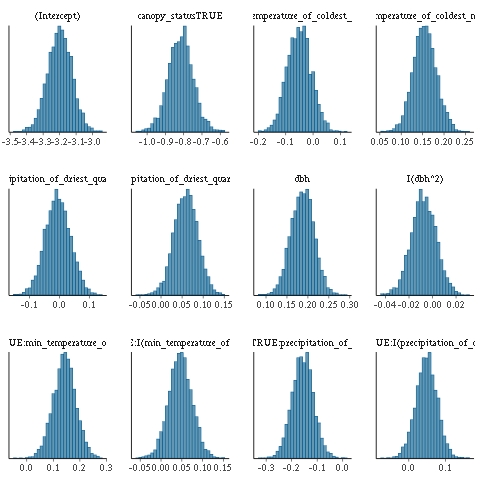 (Intercept)
canopy_statusTRUE
emperature_of_coldest_
nperature_of_coldest_n
-3.5-3.4-3.3-3.2-3.1-3.0
-1.0-0.9-0.8-0.7-0.6
-0.2 -0.1 0.0 0.1
0.05 0.10 0.15 0.20 0.25
ipitation_of_driest_qua
pitation_of_driest_quar
dbh
I(dbh^2)
-0.1 0.0 0.1
-0.050.00 0.05 0.10 0.15
0.10 0.15 0.20 0.25 0.30
-0.04-0.02 0.00 0.02
UE:min_temperature_o
:I(min_temperature_of
TRUE:precipitation_of_
UE:I(precipitation_of_c
0.0 0.1 0.2 0.3
-0.050.00 0.05 0.10 0.15
-0.3 -0.2 -0.1 0.0
0.0 0.1